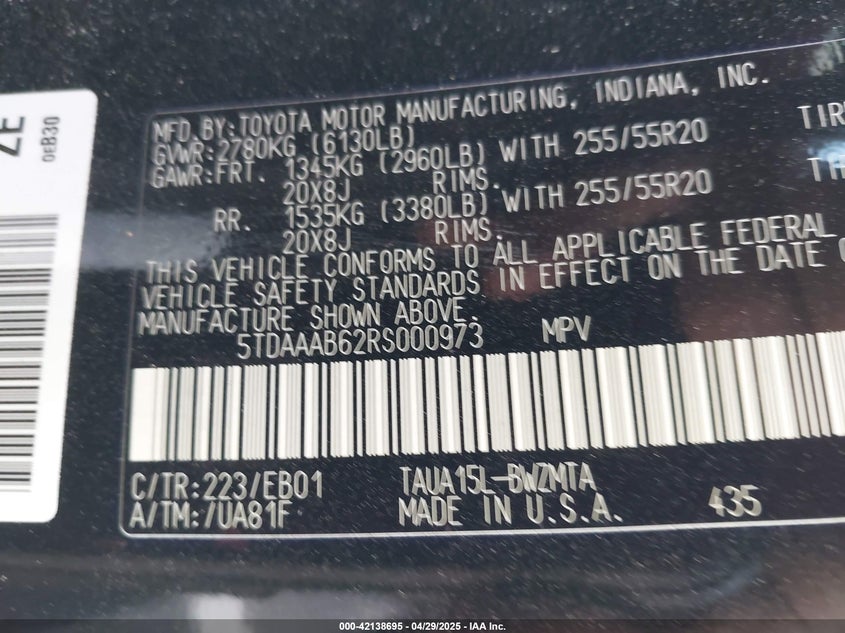 ZE
0EB30
MFD.BY:TOYOTA MOTOR MANUFACTURING, INDIANA, INC.
GVWR:2780KG (6130LB)
GAWR:FRT. 1345KG (2960LB) WITH 255/55R20 TIR
20X8J RIMS.
RR. 1535KG (3380LB) WITH 255/55R20
20X8J RIMS.
THIS VEHICLE CONFORMS TO ALL APPLICABLE FEDERAL
VEHICLE SAFETY STANDARDS IN EFFECT ON THE DATE
MANUFACTURE SHOWN ABOVE.
5TDAAAB62RS000973 MPV
C/TR:223/EB01 TAUA15L-BWZMTA
A/TM:/UA81F MADE IN U.S.A. 435
000-42138695 - 04/29/2025 - IAA Inc.